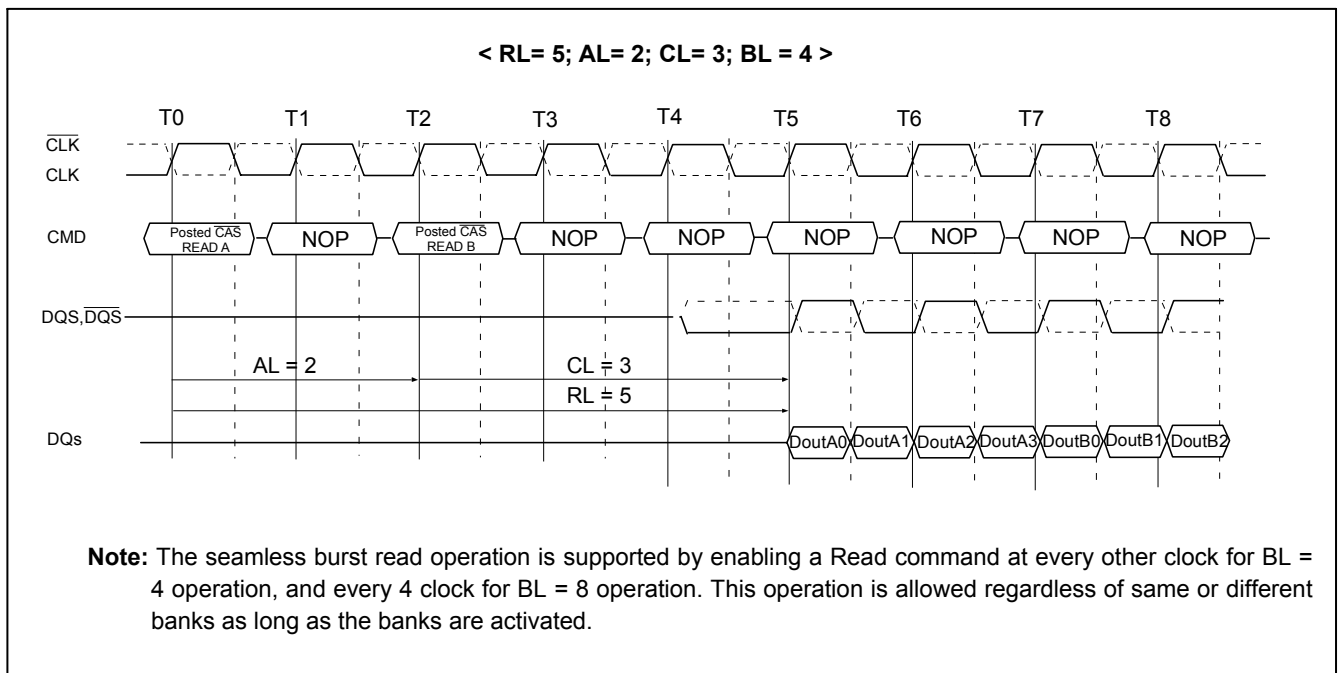 < RL= 5; AL= 2; CL= 3; BL = 4 >
T0 T1 T2 T3 T4 T5 T6 T7 T8
C̅L̅K̅
CLK
CMD
Posted C̅A̅S̅
READ A
NOP
Posted C̅A̅S̅
READ B
NOP
NOP
NOP
NOP
NOP
NOP
DQS,D̅Q̅S̅
AL = 2
CL = 3
RL = 5
DQs
DoutA0 DoutA1 DoutA2 DoutA3 DoutB0 DoutB1 DoutB2
Note: The seamless burst read operation is supported by enabling a Read command at every other clock for BL =
4 operation, and every 4 clock for BL = 8 operation. This operation is allowed regardless of same or different
banks as long as the banks are activated.